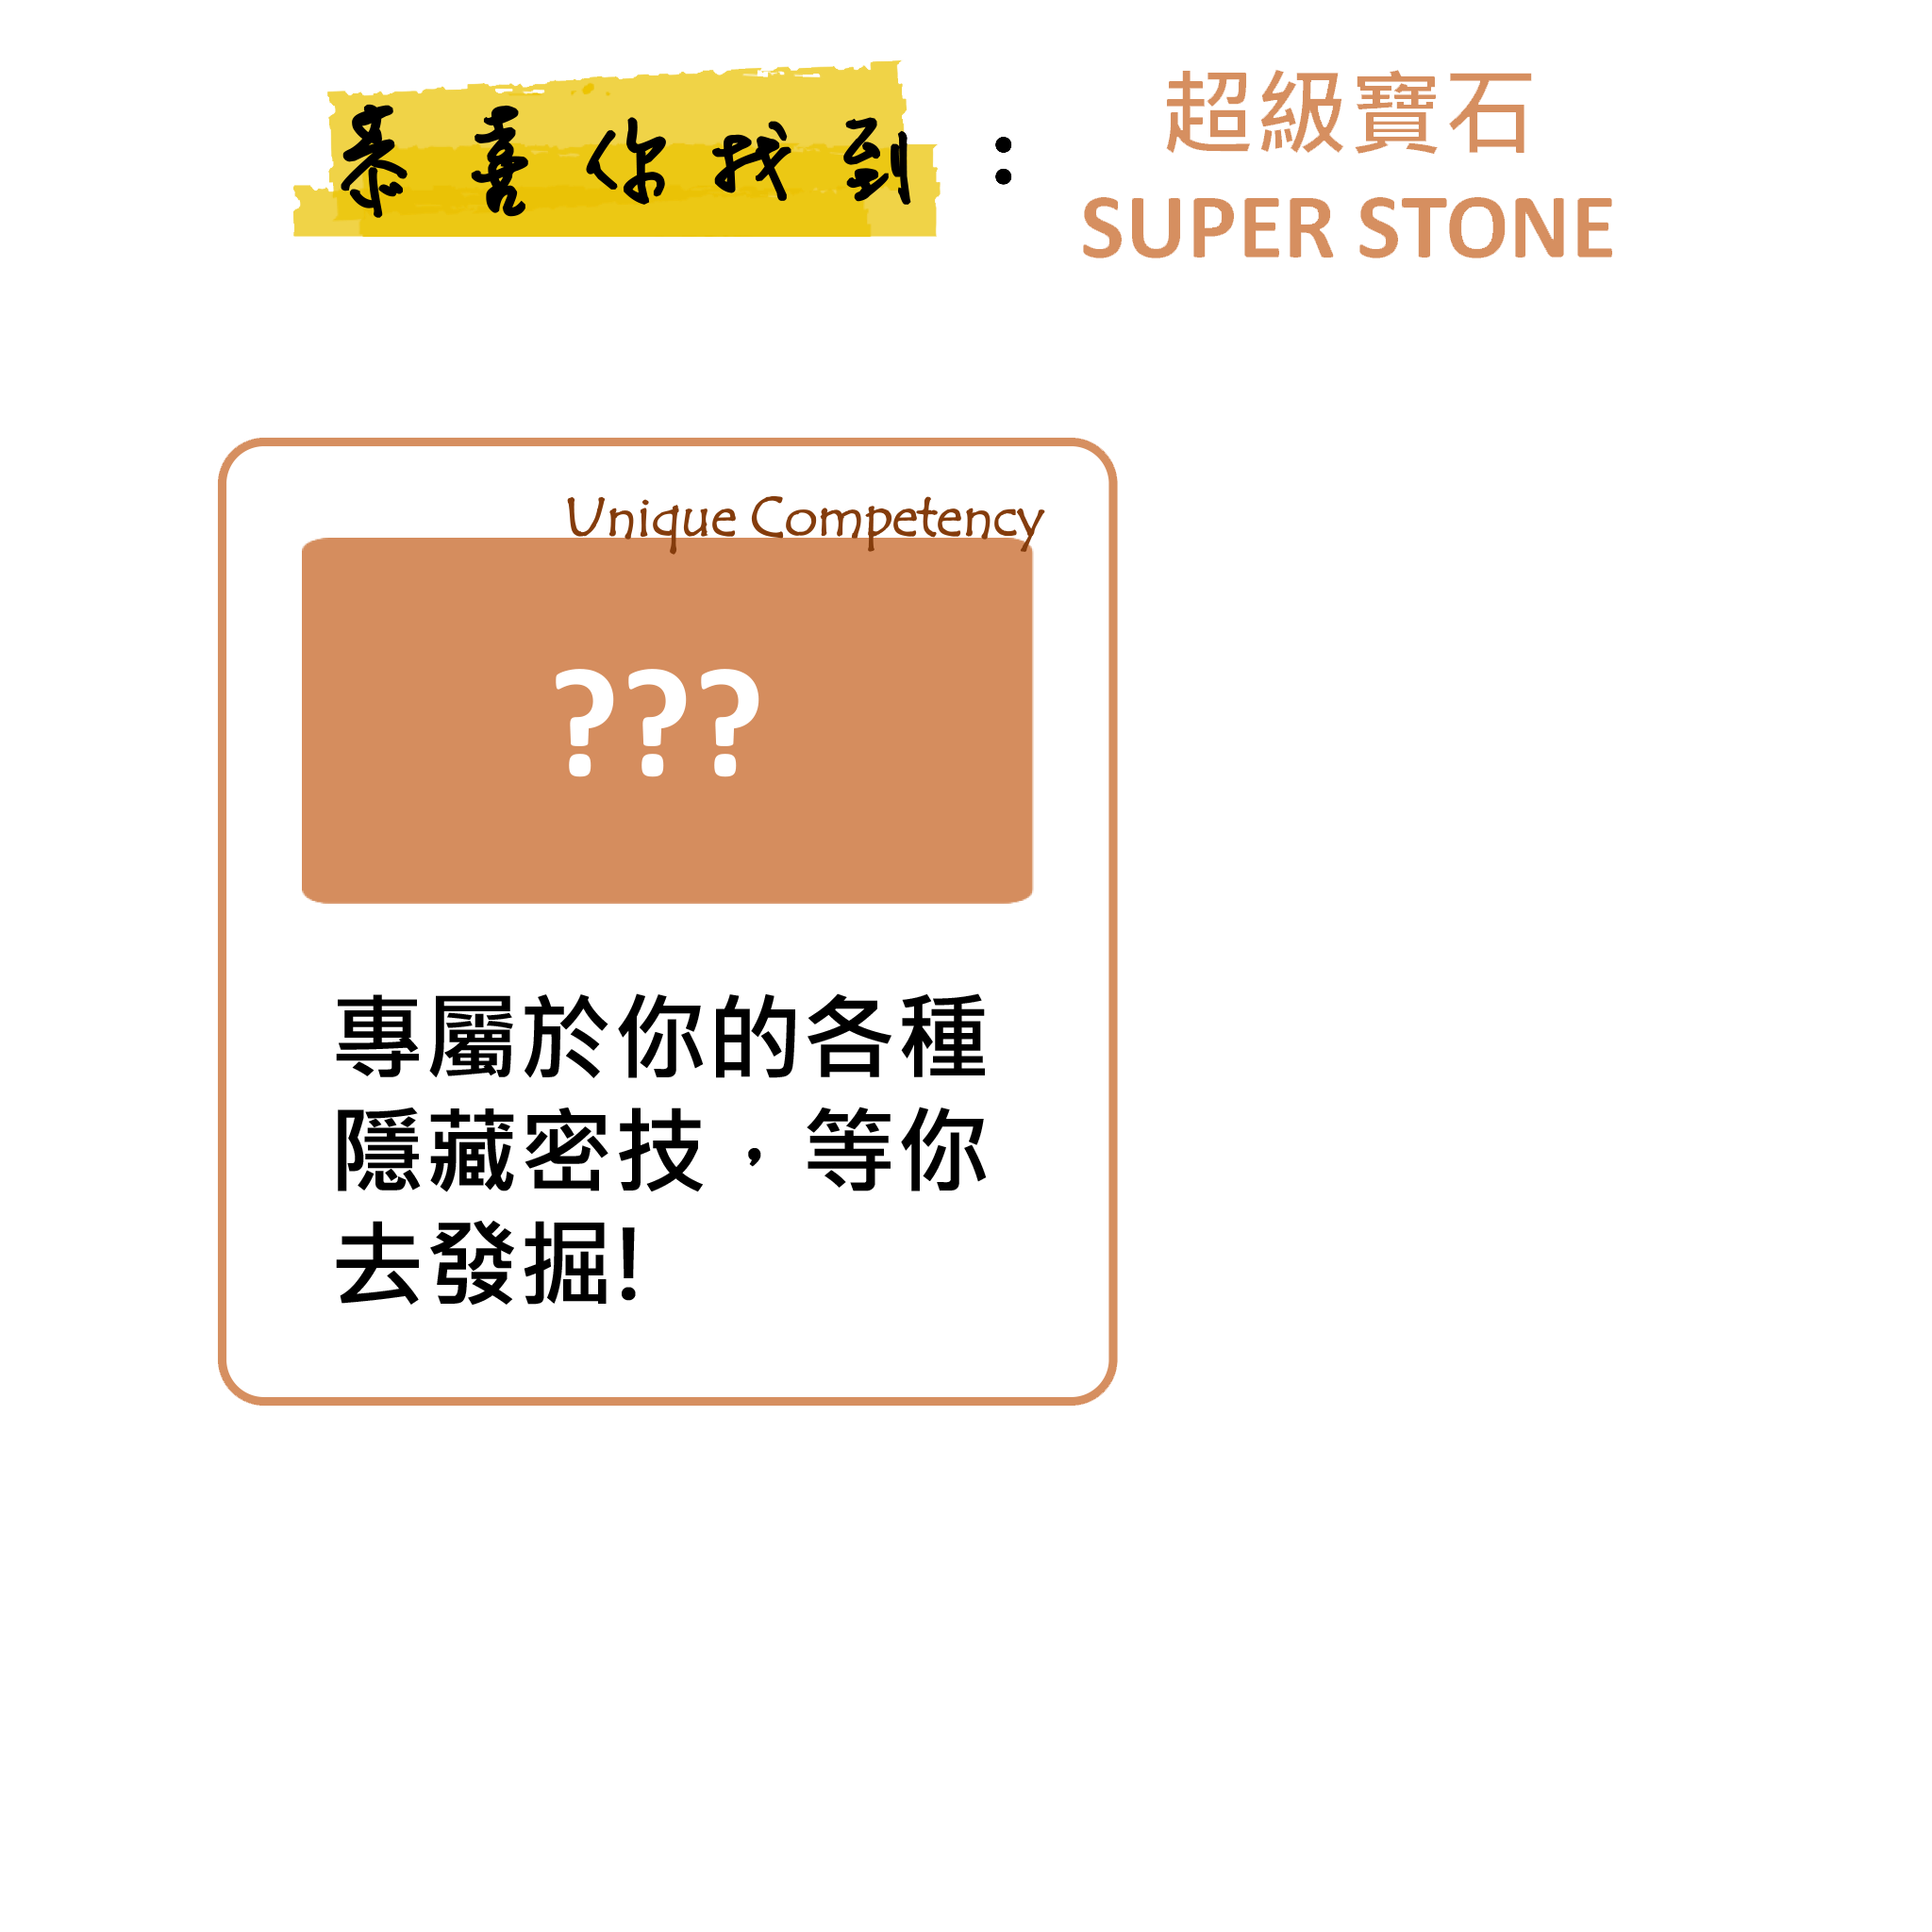 恭喜你找到：
超級寶石
SUPER STONE
Unique Competency
???
專屬於你的各種
隱藏密技，等你
去發掘!